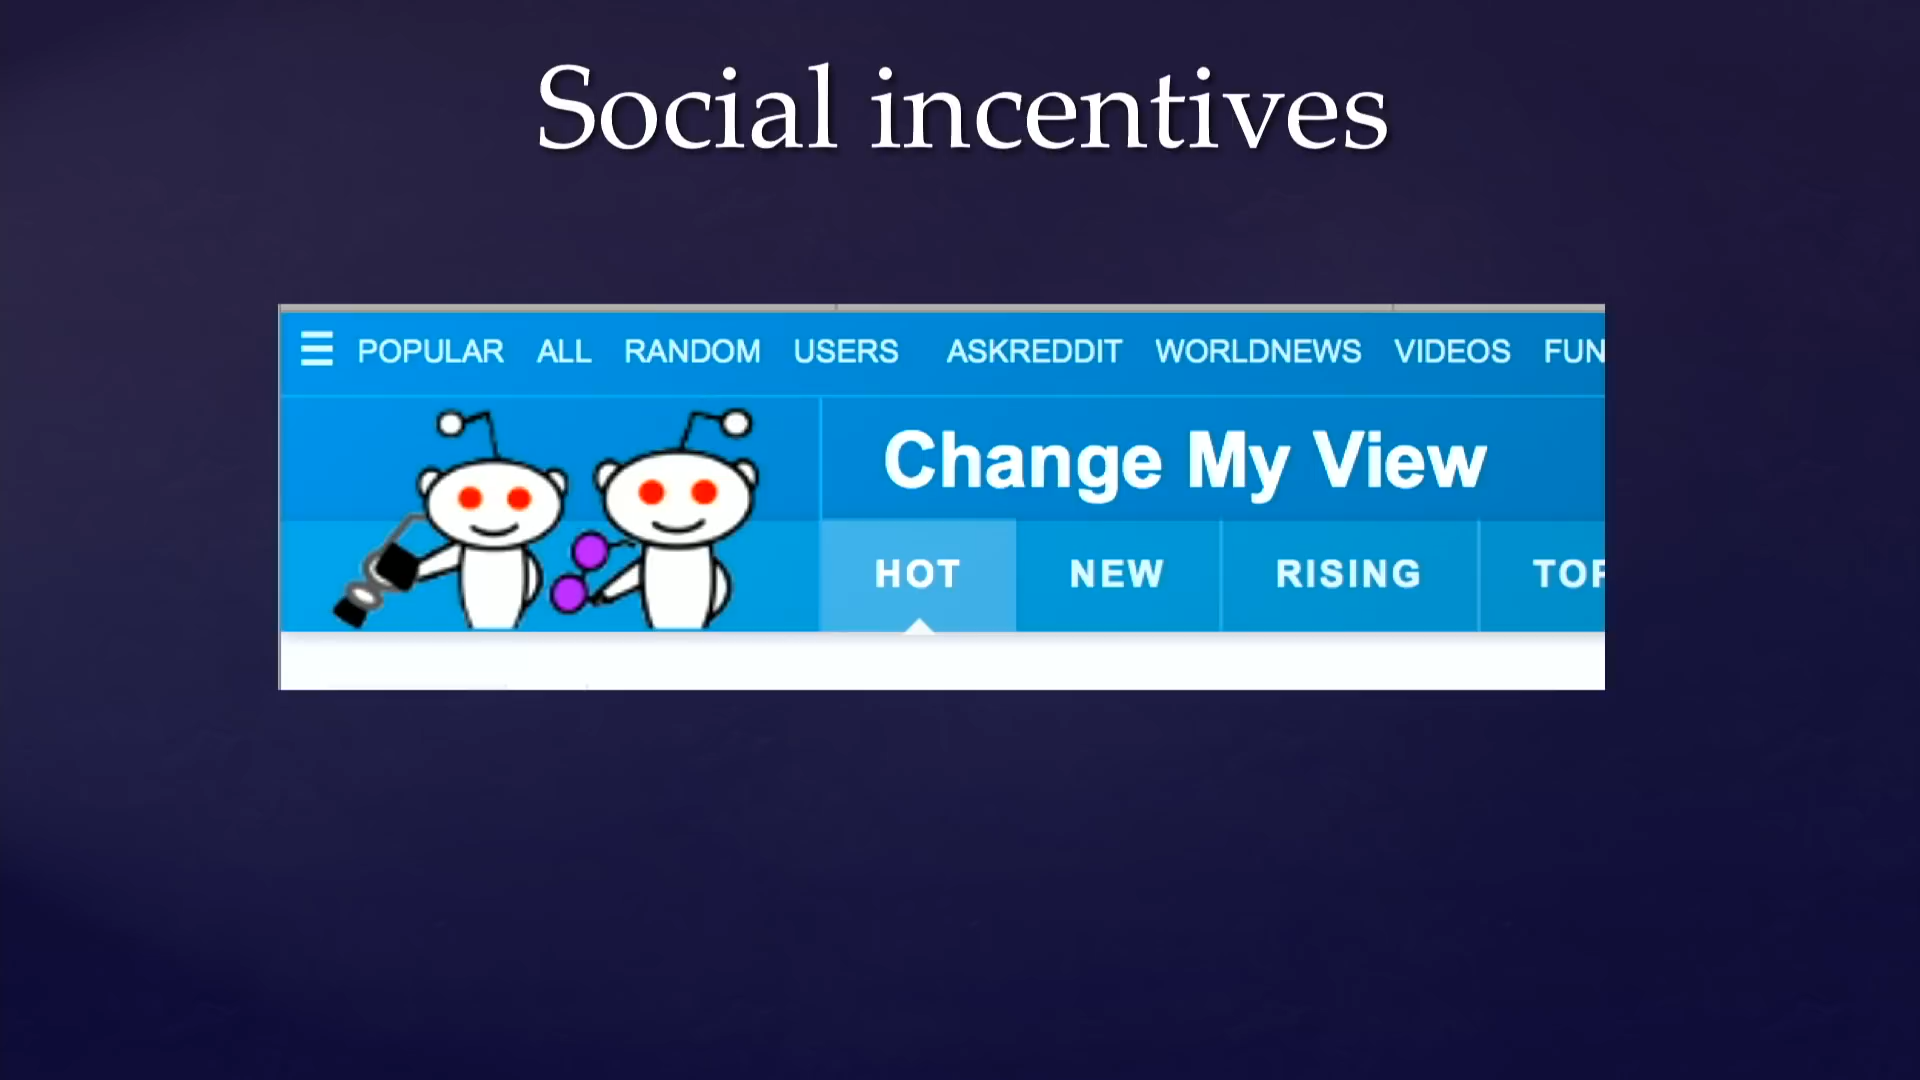 Social incentives
POPULAR ALL RANDOM USERS ASKREDDIT WORLDNEWS VIDEOS FUN
Change My View
HOT NEW RISING TOP